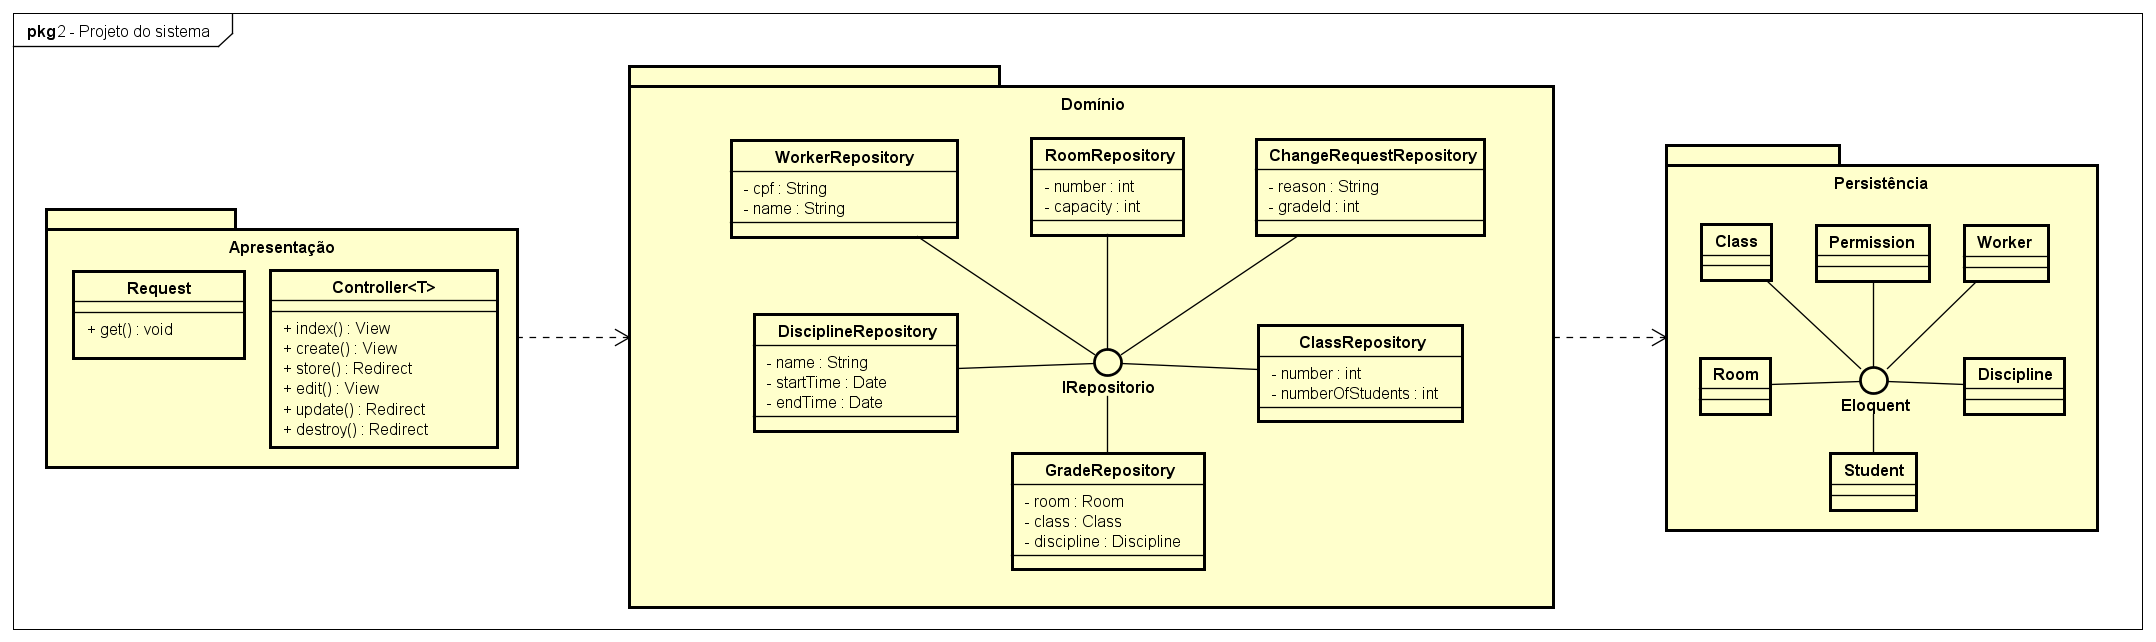 pkg 2 - Projeto do sistema
Apresentação
Request
+ get() : void
Controller<T>
+ index() : View
+ create() : View
+ store() : Redirect
+ edit() : View
+ update() : Redirect
+ destroy() : Redirect
Domínio
WorkerRepository
- cpf : String
- name : String
RoomRepository
- number : int
- capacity : int
ChangeRequestRepository
- reason : String
- gradeId : int
DisciplineRepository
- name : String
- startTime : Date
- endTime : Date
IRepositorio
ClassRepository
- number : int
- numberOfStudents : int
GradeRepository
- room : Room
- class : Class
- discipline : Discipline
Persistência
Class
Permission
Worker
Room
Eloquent
Discipline
Student